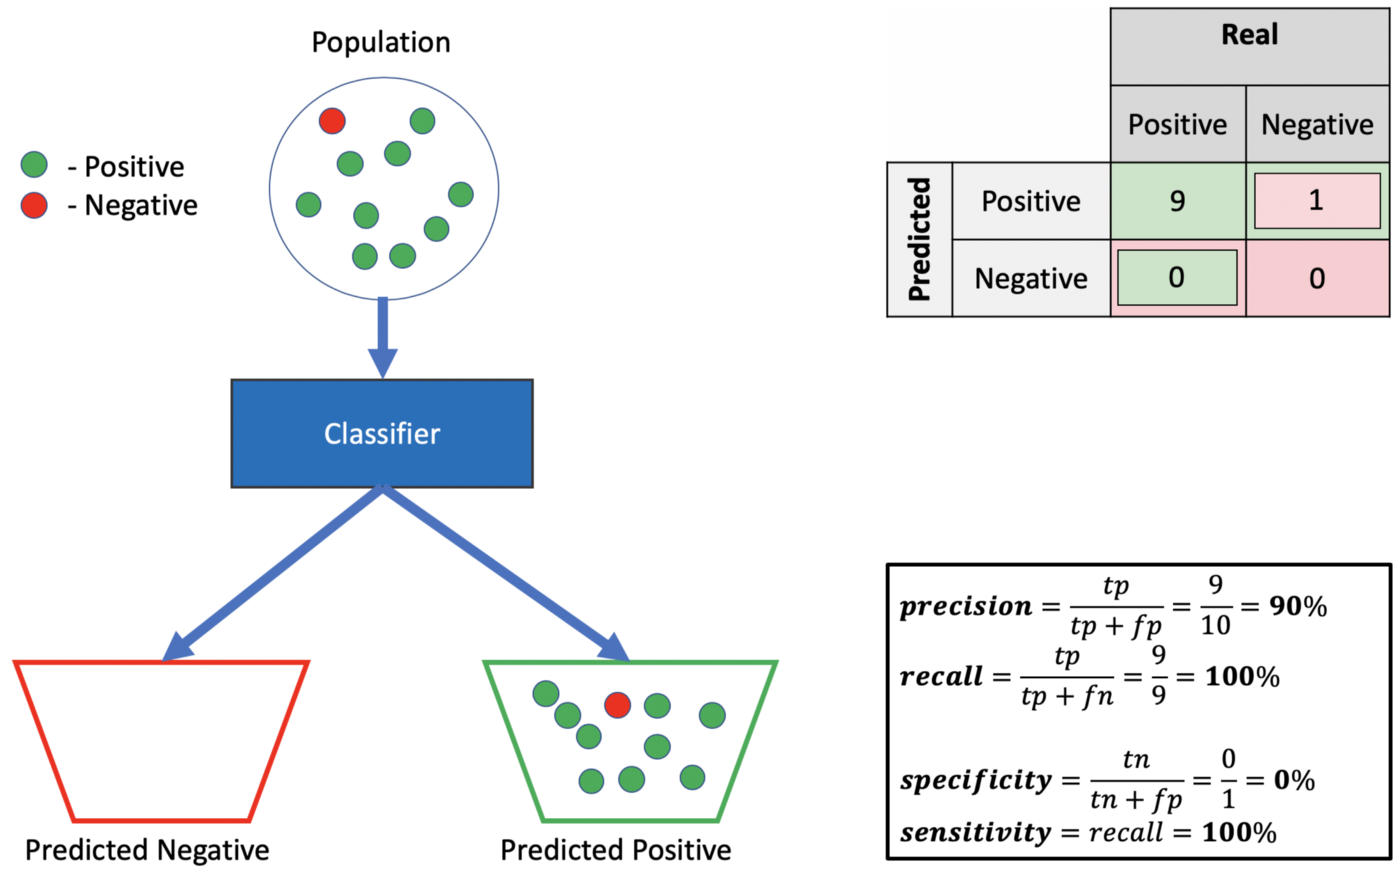 Population
- Positive
- Negative
Classifier
Predicted Negative
Predicted Positive
Real
Positive Negative
Predicted
Positive 9 1
Negative 0 0
precision = tp / (tp + fp) = 9 / 10 = 90%
recall = tp / (tp + fn) = 9 / 9 = 100%
specificity = tn / (tn + fp) = 0 / 1 = 0%
sensitivity = recall = 100%